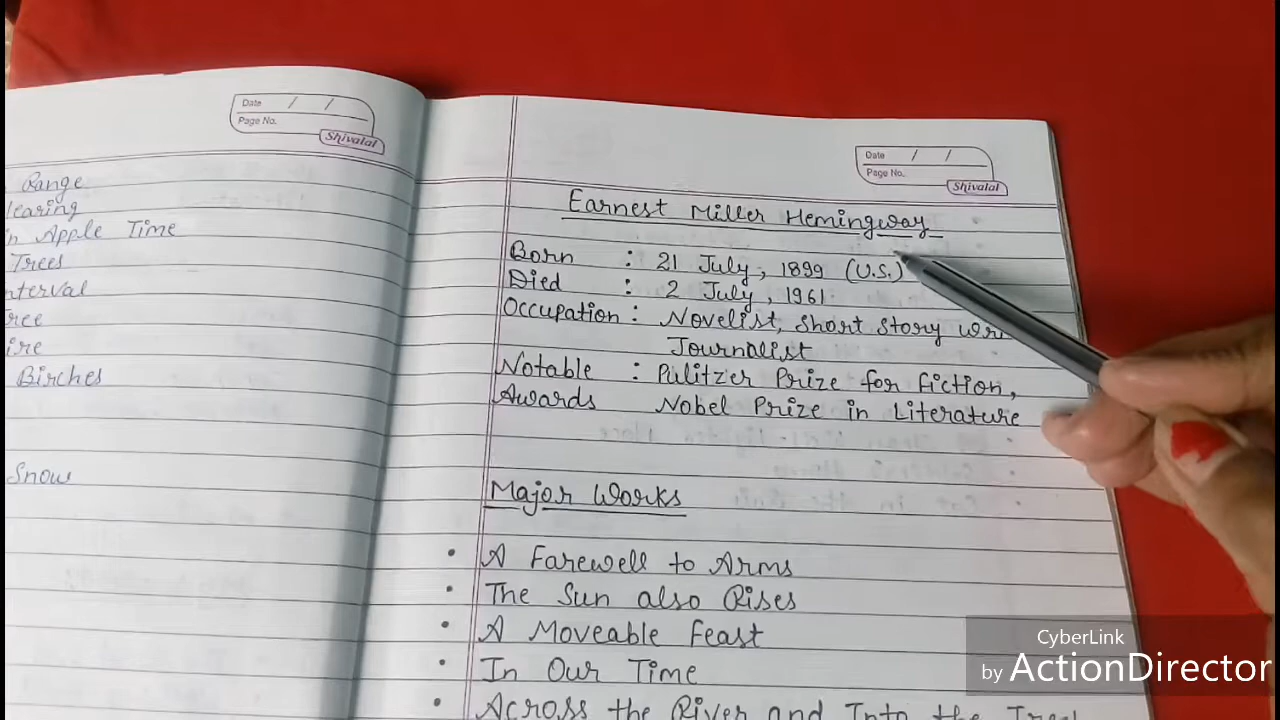 Date / /
Page No.
Shivalal
Range
learing
n Apple Time
Trees
nterval
ree
ire
Birches
Snow
Date / /
Page No.
Shivalal
Earnest Miller Hemingway
Born : 21 July, 1899 (U.S.)
Died : 2 July, 1961
Occupation : Novelist, Short Story wri
Journalist
Notable : Pulitzer Prize for fiction,
Awards Nobel Prize in Literature
Major Works
• A Farewell to Arms
• The Sun also Rises
• A Moveable Feast
• In Our Time
• Across the River and Into the Trees
CyberLink
by ActionDirector